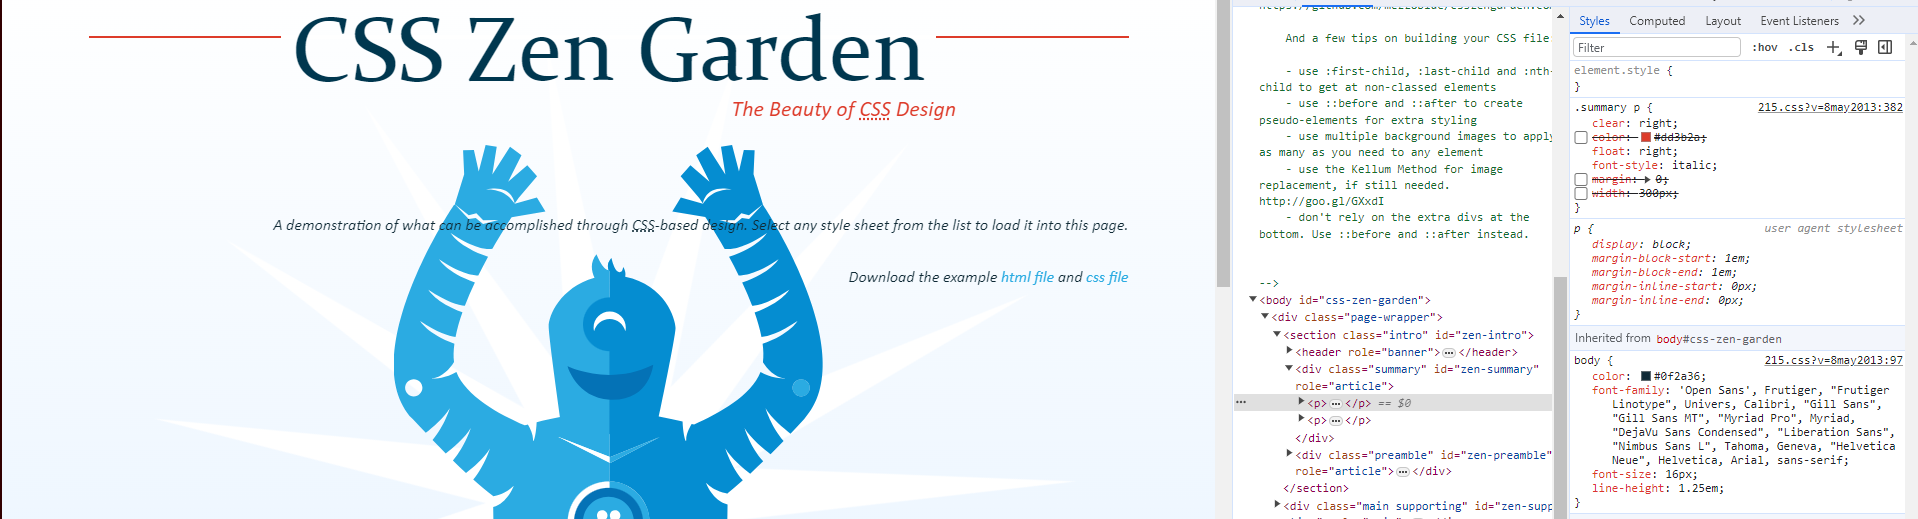 CSS Zen Garden
The Beauty of CSS Design
A demonstration of what can be accomplished through CSS-based design. Select any style sheet from the list to load it into this page.
Download the example html file and css file
And a few tips on building your CSS file
- use :first-child, :last-child and :nth-
child to get at non-classed elements
- use ::before and ::after to create
pseudo-elements for extra styling
- use multiple background images to apply
as many as you need to any element
- use the Kellum Method for image
replacement, if still needed.
http://goo.gl/GXxdI
- don't rely on the extra divs at the
bottom. Use ::before and ::after instead.
-->
<body id="css-zen-garden">
<div class="page-wrapper">
<section class="intro" id="zen-intro">
<header role="banner">…</header>
<div class="summary" id="zen-summary"
role="article">
… <p>…</p> == $0
<p>…</p>
</div>
<div class="preamble" id="zen-preamble"
role="article">…</div>
</section>
<div class="main supporting" id="zen-supp
Styles Computed Layout Event Listeners
Filter :hov .cls
element.style {
}
.summary p { 215.css?v=8may2013:382
clear: right;
color: #dd3b2a;
float: right;
font-style: italic;
margin: 0;
width: 300px;
}
p { user agent stylesheet
display: block;
margin-block-start: 1em;
margin-block-end: 1em;
margin-inline-start: 0px;
margin-inline-end: 0px;
}
Inherited from body#css-zen-garden
body { 215.css?v=8may2013:97
color: #0f2a36;
font-family: 'Open Sans', Frutiger, "Frutiger
Linotype", Univers, Calibri, "Gill Sans",
"Gill Sans MT", "Myriad Pro", Myriad,
"DejaVu Sans Condensed", "Liberation Sans",
"Nimbus Sans L", Tahoma, Geneva, "Helvetica
Neue", Helvetica, Arial, sans-serif;
font-size: 16px;
line-height: 1.25em;
}